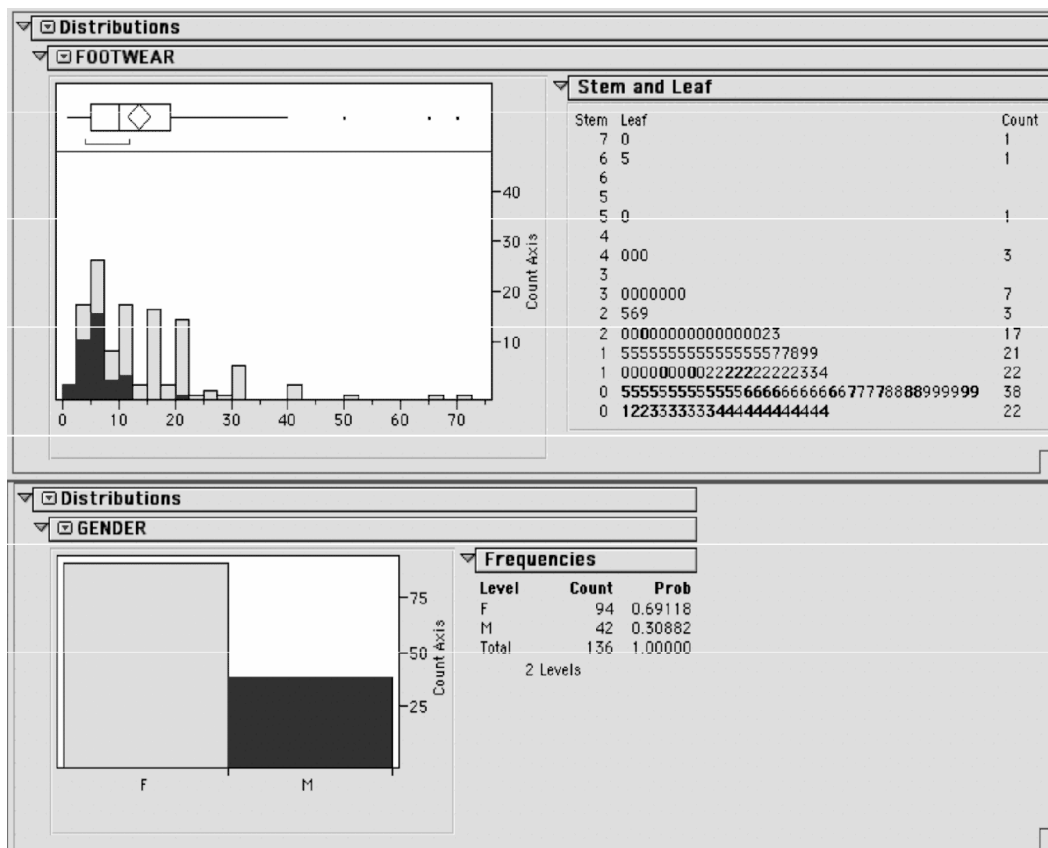 Distributions
FOOTWEAR
Stem and Leaf
Stem Leaf Count
7 0 1
6 5 1
6
5
5 0 1
4
4 000 3
3
3 0000000 7
2 569 3
2 00000000000000023 17
1 555555555555555577899 21
1 0000000002222222222334 22
0 55555555555556666666666677778888999999 38
0 1223333333444444444444 22
40
30
20
10
Count Axis
0 10 20 30 40 50 60 70
Distributions
GENDER
Frequencies
Level Count Prob
F 94 0.69118
M 42 0.30882
Total 136 1.00000
2 Levels
75
50
25
Count Axis
F M